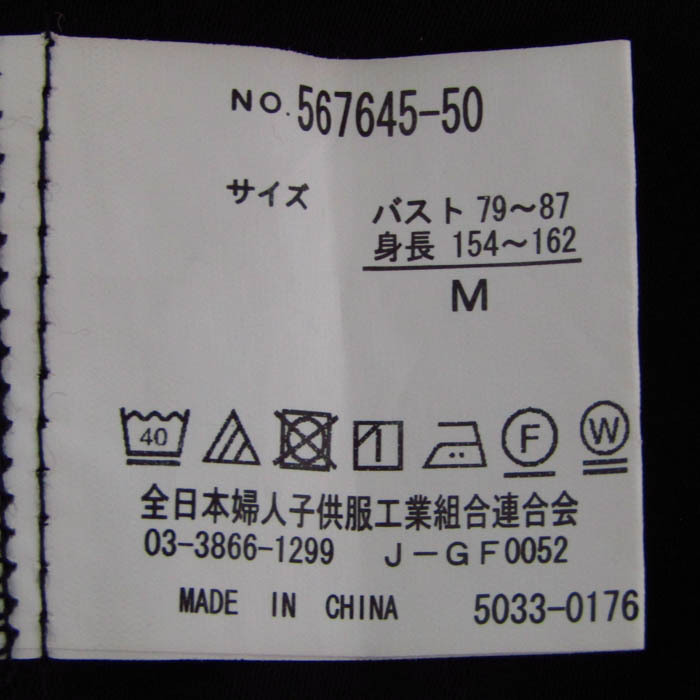 NO.567645-50
サイズ
バスト 79～87
身長 154～162
M
40 F W
全日本婦人子供服工業組合連合会
03-3866-1299 J－GF0052
MADE IN CHINA 5033-0176